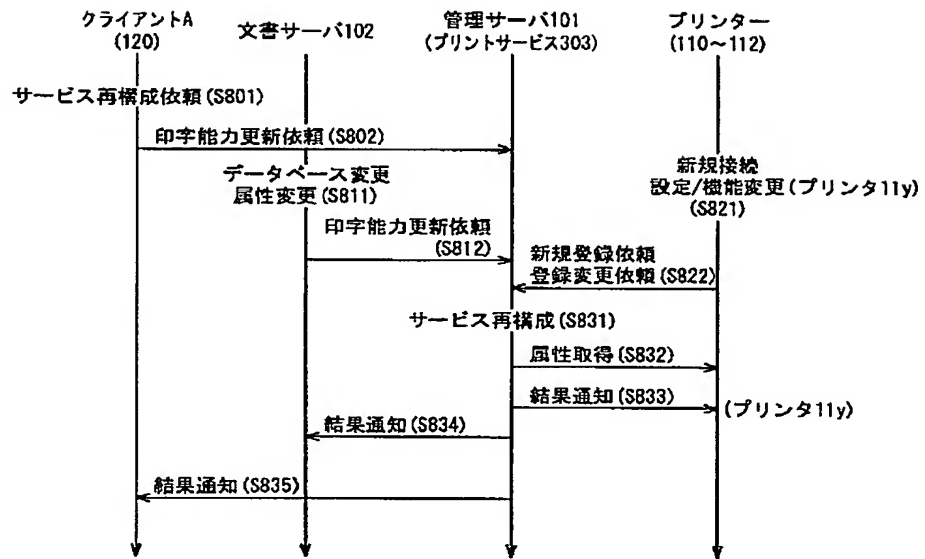 クライアントA
(120)
文書サーバ102
管理サーバ101
(プリントサービス303)
プリンター
(110～112)
サービス再構成依頼(S801)
印字能力更新依頼(S802)
データベース変更
属性変更(S811)
新規接続
設定/機能変更(プリンタ11y)
(S821)
印字能力更新依頼
(S812)
新規登録依頼
登録変更依頼(S822)
サービス再構成(S831)
属性取得(S832)
結果通知(S833)
(プリンタ11y)
結果通知(S834)
結果通知(S835)